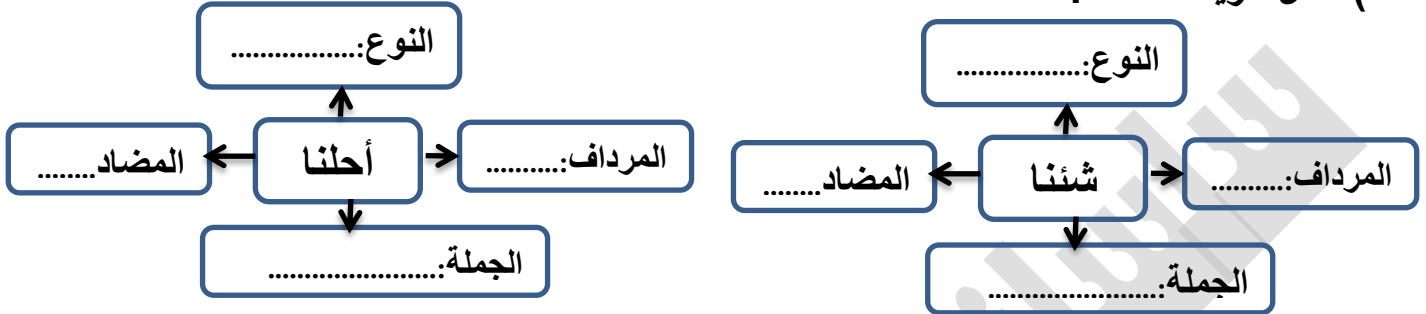 النوع:.................
المرداف:..........
شئنا
المضاد........
الجملة:........................
النوع:.................
المرداف:..........
أحلنا
المضاد........
الجملة:.......................